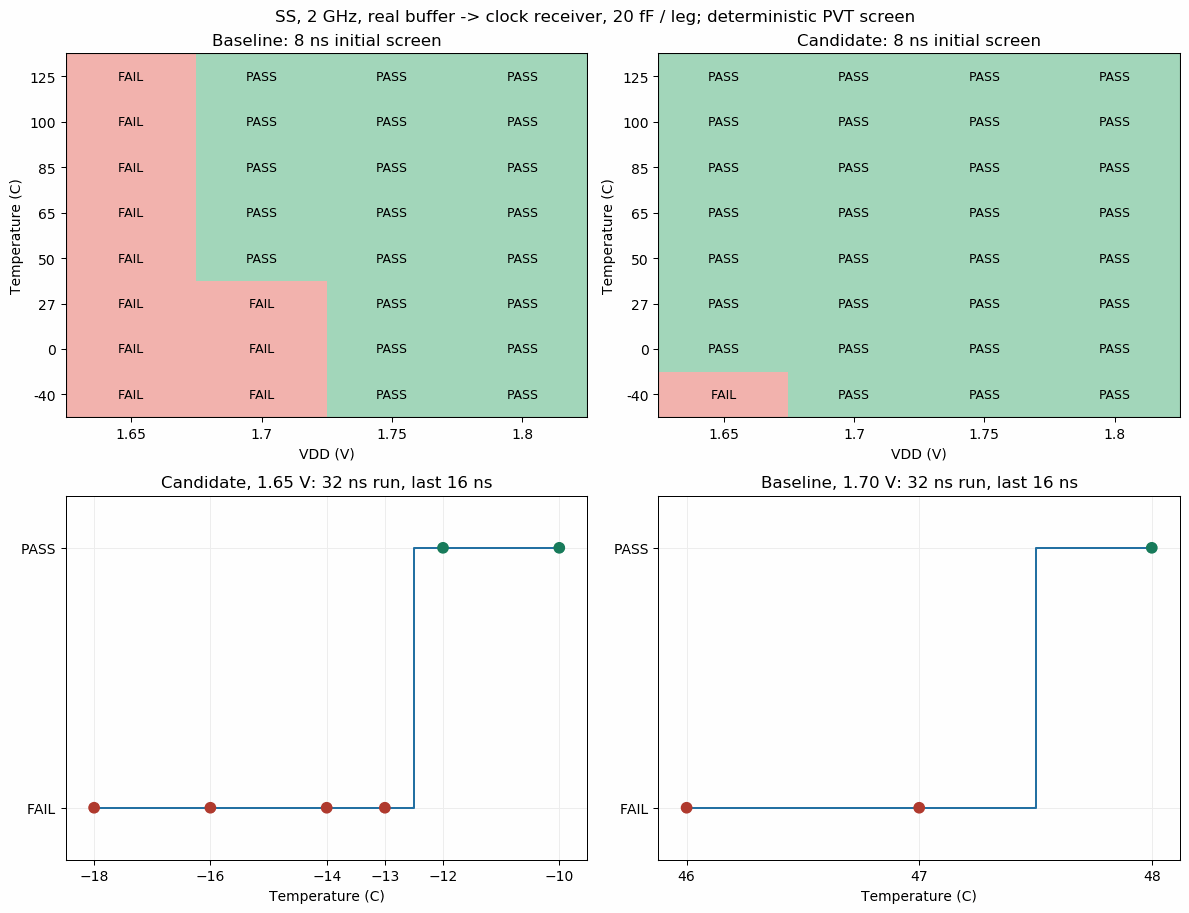 SS, 2 GHz, real buffer -> clock receiver, 20 fF / leg; deterministic PVT screen
Baseline: 8 ns initial screen
Temperature (C)
125 FAIL PASS PASS PASS
100 FAIL PASS PASS PASS
85 FAIL PASS PASS PASS
65 FAIL PASS PASS PASS
50 FAIL PASS PASS PASS
27 FAIL FAIL PASS PASS
0 FAIL FAIL PASS PASS
-40 FAIL FAIL PASS PASS
1.65 1.7 1.75 1.8
VDD (V)
Candidate: 8 ns initial screen
Temperature (C)
125 PASS PASS PASS PASS
100 PASS PASS PASS PASS
85 PASS PASS PASS PASS
65 PASS PASS PASS PASS
50 PASS PASS PASS PASS
27 PASS PASS PASS PASS
0 PASS PASS PASS PASS
-40 FAIL PASS PASS PASS
1.65 1.7 1.75 1.8
VDD (V)
Candidate, 1.65 V: 32 ns run, last 16 ns
PASS
FAIL
−18 −16 −14 −13 −12 −10
Temperature (C)
Baseline, 1.70 V: 32 ns run, last 16 ns
PASS
FAIL
46 47 48
Temperature (C)